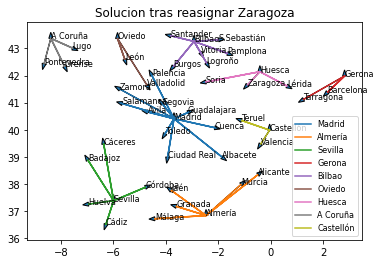 Solucion tras reasignar Zaragoza
A Coruña
Lugo
Pontevedra
Orense
Oviedo
León
Santander
Bilbao
S.Sebastián
Vitoria
Pamplona
Burgos
Logroño
Palencia
Valladolid
Zamora
Soria
Huesca
Zaragoza
Lérida
Gerona
Barcelona
Tarragona
Salamanca
Segovia
Ávila
Guadalajara
Madrid
Toledo
Cuenca
Teruel
Castellón
Valencia
Ciudad Real
Albacete
Cáceres
Badajoz
Alicante
Murcia
Córdoba
Jaén
Sevilla
Huelva
Granada
Málaga
Almería
Cádiz
43
42
41
40
39
38
37
36
-8
-6
-4
-2
0
2
Madrid
Almería
Sevilla
Gerona
Bilbao
Oviedo
Huesca
A Coruña
Castellón